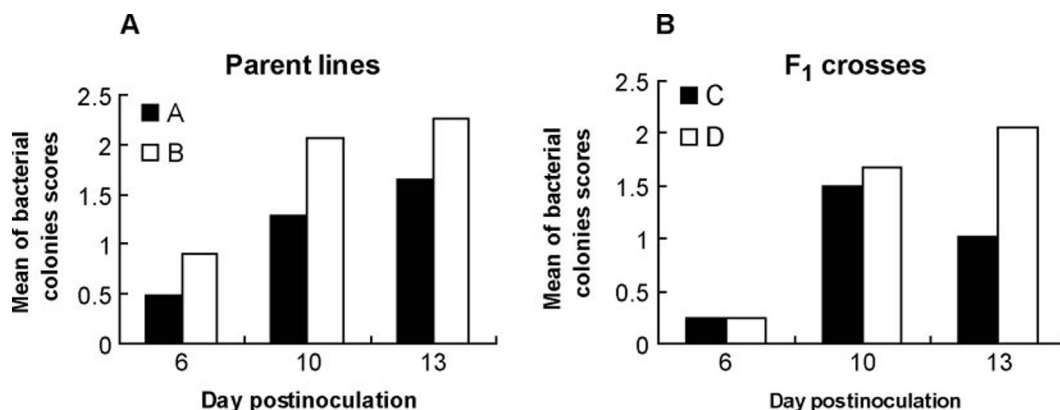 A
Parent lines
Mean of bacterial
colonies scores
2.5
2
1.5
1
0.5
0
A
B
6 10 13
Day postinoculation
B
F₁ crosses
Mean of bacterial
colonies scores
2.5
2
1.5
1
0.5
0
C
D
6 10 13
Day postinoculation